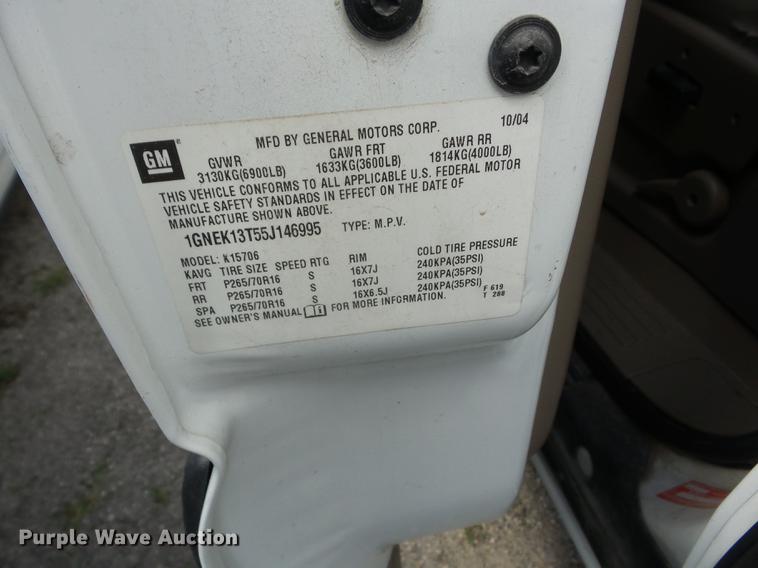 MFD BY GENERAL MOTORS CORP. 10/04
GM
GVWR GAWR FRT GAWR RR
3130KG(6900LB) 1633KG(3600LB) 1814KG(4000LB)
THIS VEHICLE CONFORMS TO ALL APPLICABLE U.S. FEDERAL MOTOR
VEHICLE SAFETY STANDARDS IN EFFECT ON THE DATE OF
MANUFACTURE SHOWN ABOVE.
1GNEK13T55J146995 TYPE: M.P.V.
MODEL: K15706
KAVG TIRE SIZE SPEED RTG RIM COLD TIRE PRESSURE
FRT P265/70R16 S 16X7J 240KPA(35PSI)
RR P265/70R16 S 16X7J 240KPA(35PSI)
SPA P265/70R16 S 16X6.5J 240KPA(35PSI) F 619
T 288
SEE OWNER'S MANUAL FOR MORE INFORMATION.
Purple Wave Auction